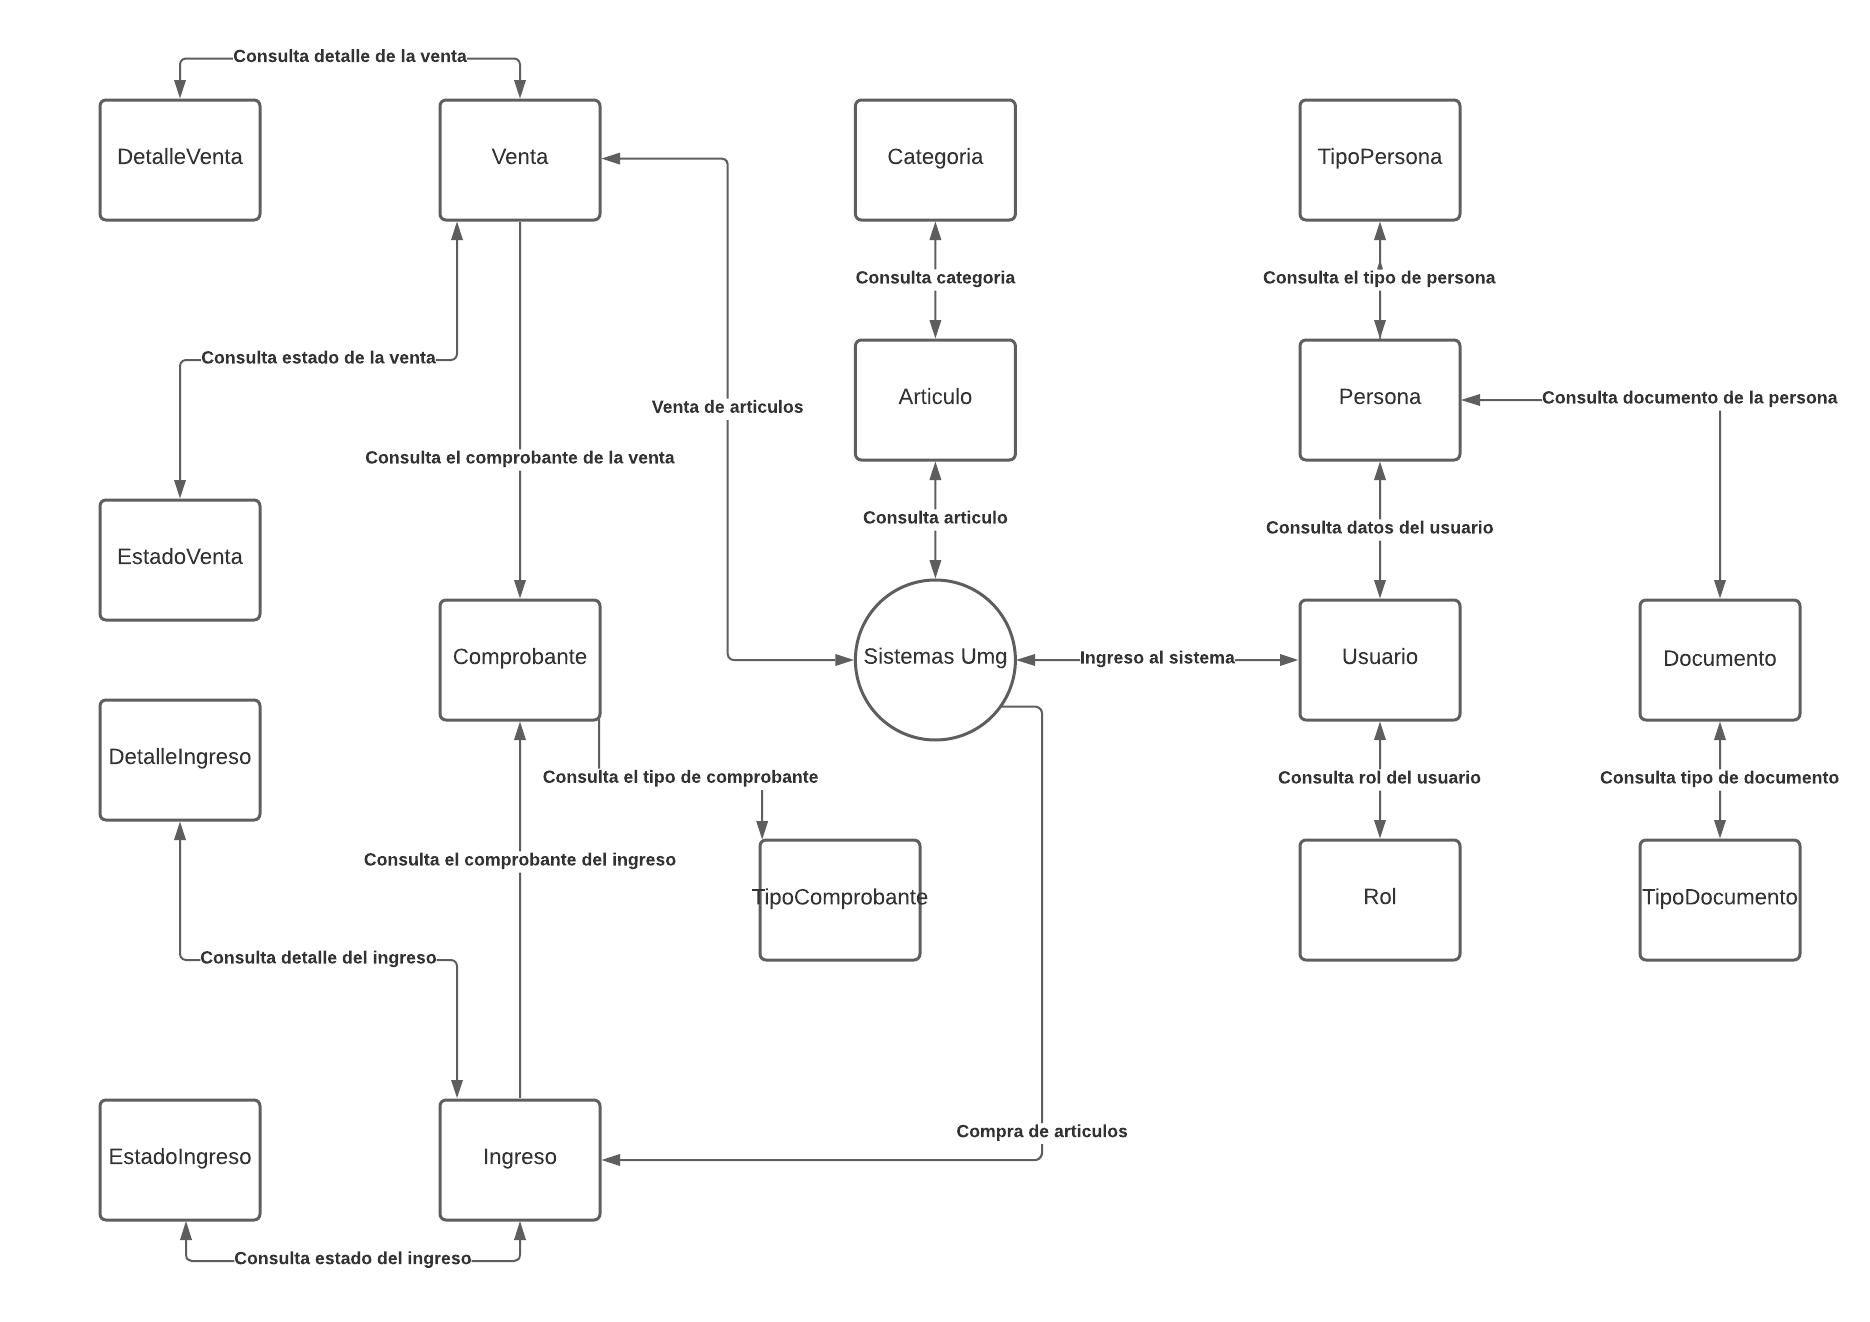 Consulta detalle de la venta
DetalleVenta
Venta
Categoria
TipoPersona
Consulta categoria
Consulta el tipo de persona
Consulta estado de la venta
Venta de articulos
Articulo
Persona
Consulta documento de la persona
Consulta el comprobante de la venta
Consulta articulo
Consulta datos del usuario
EstadoVenta
Comprobante
Sistemas Umg
Ingreso al sistema
Usuario
Documento
DetalleIngreso
Consulta el tipo de comprobante
Consulta rol del usuario
Consulta tipo de documento
Consulta el comprobante del ingreso
TipoComprobante
Rol
TipoDocumento
Consulta detalle del ingreso
Compra de articulos
EstadoIngreso
Ingreso
Consulta estado del ingreso